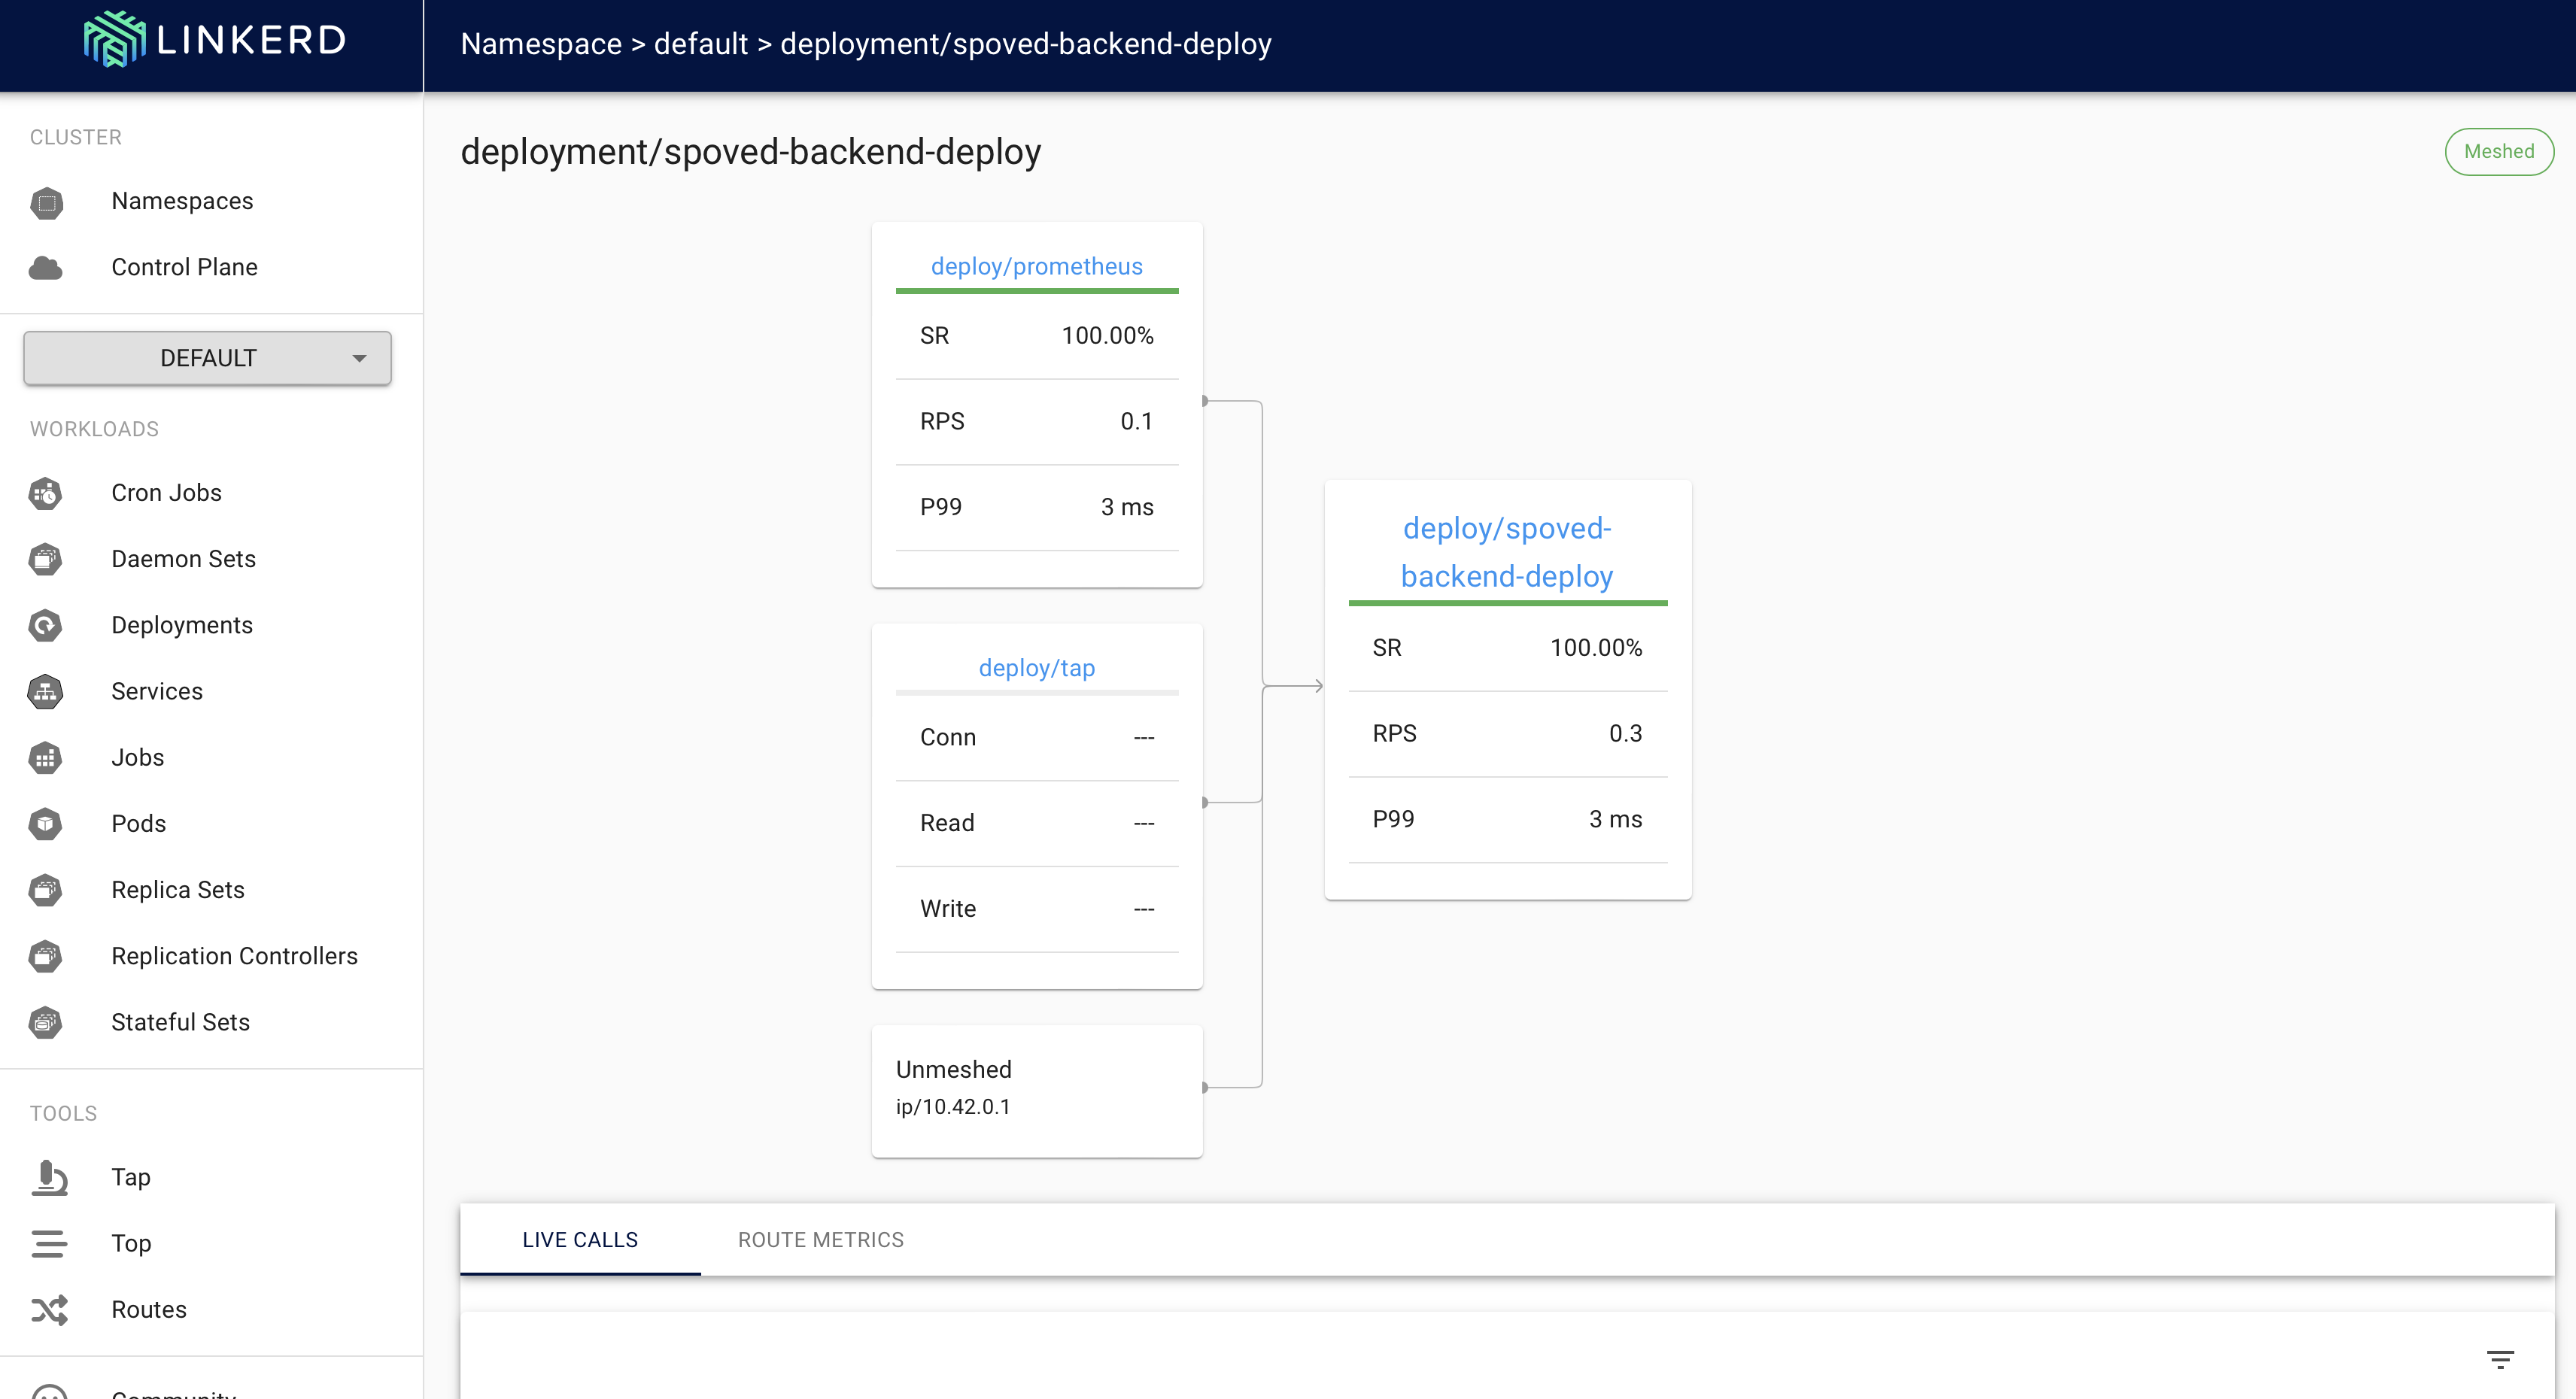 LINKERD
Namespace > default > deployment/spoved-backend-deploy
CLUSTER
Namespaces
Control Plane
DEFAULT
WORKLOADS
Cron Jobs
Daemon Sets
Deployments
Services
Jobs
Pods
Replica Sets
Replication Controllers
Stateful Sets
TOOLS
Tap
Top
Routes
Community
deployment/spoved-backend-deploy
Meshed
deploy/prometheus
SR 100.00%
RPS 0.1
P99 3 ms
deploy/tap
Conn ---
Read ---
Write ---
Unmeshed
ip/10.42.0.1
deploy/spoved-
backend-deploy
SR 100.00%
RPS 0.3
P99 3 ms
LIVE CALLS
ROUTE METRICS